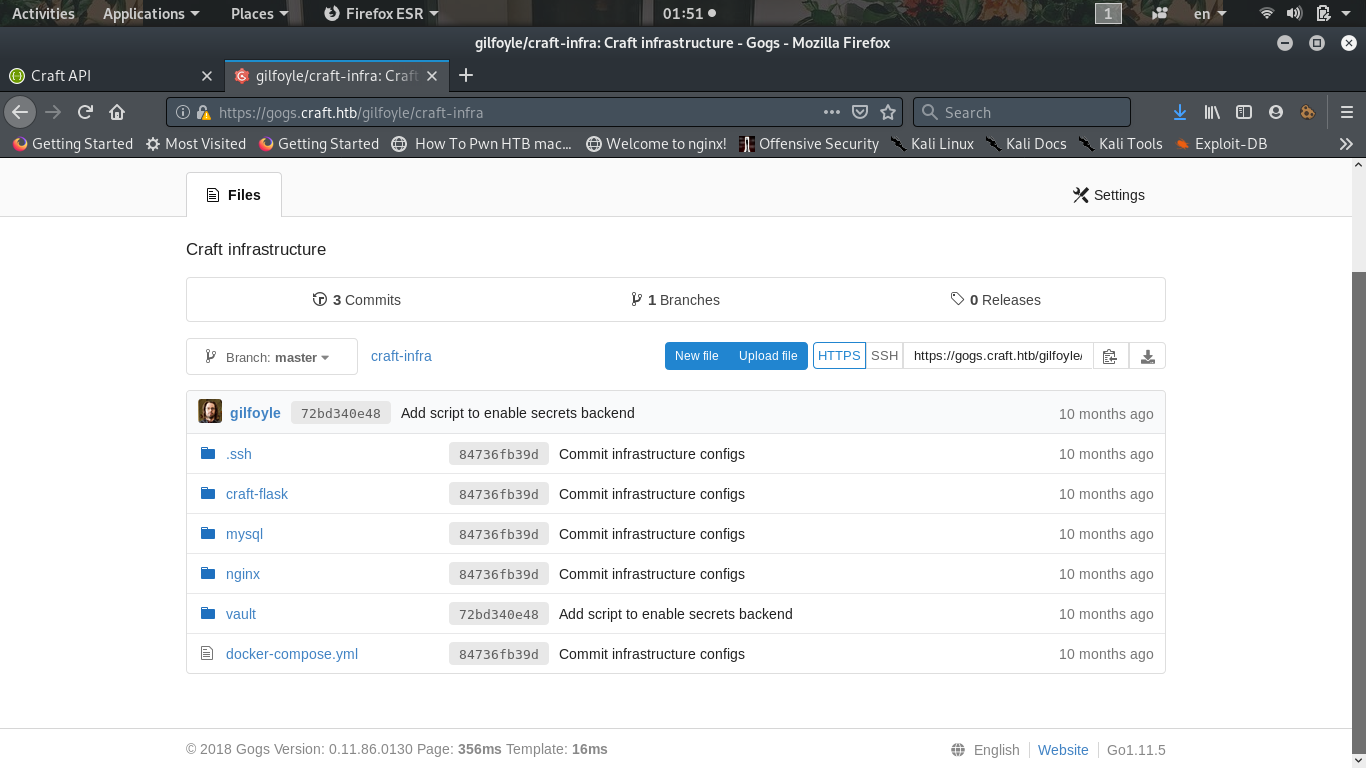 Activities Applications Places Firefox ESR 01:51 1 en
gilfoyle/craft-infra: Craft infrastructure - Gogs - Mozilla Firefox
Craft API gilfoyle/craft-infra: Craft
https://gogs.craft.htb/gilfoyle/craft-infra Search
Getting Started Most Visited Getting Started How To Pwn HTB mac... Welcome to nginx! Offensive Security Kali Linux Kali Docs Kali Tools Exploit-DB
Files Settings
Craft infrastructure
3 Commits 1 Branches 0 Releases
Branch: master craft-infra New file Upload file HTTPS SSH https://gogs.craft.htb/gilfoyle/
gilfoyle 72bd340e48 Add script to enable secrets backend 10 months ago
.ssh 84736fb39d Commit infrastructure configs 10 months ago
craft-flask 84736fb39d Commit infrastructure configs 10 months ago
mysql 84736fb39d Commit infrastructure configs 10 months ago
nginx 84736fb39d Commit infrastructure configs 10 months ago
vault 72bd340e48 Add script to enable secrets backend 10 months ago
docker-compose.yml 84736fb39d Commit infrastructure configs 10 months ago
© 2018 Gogs Version: 0.11.86.0130 Page: 356ms Template: 16ms English Website Go1.11.5